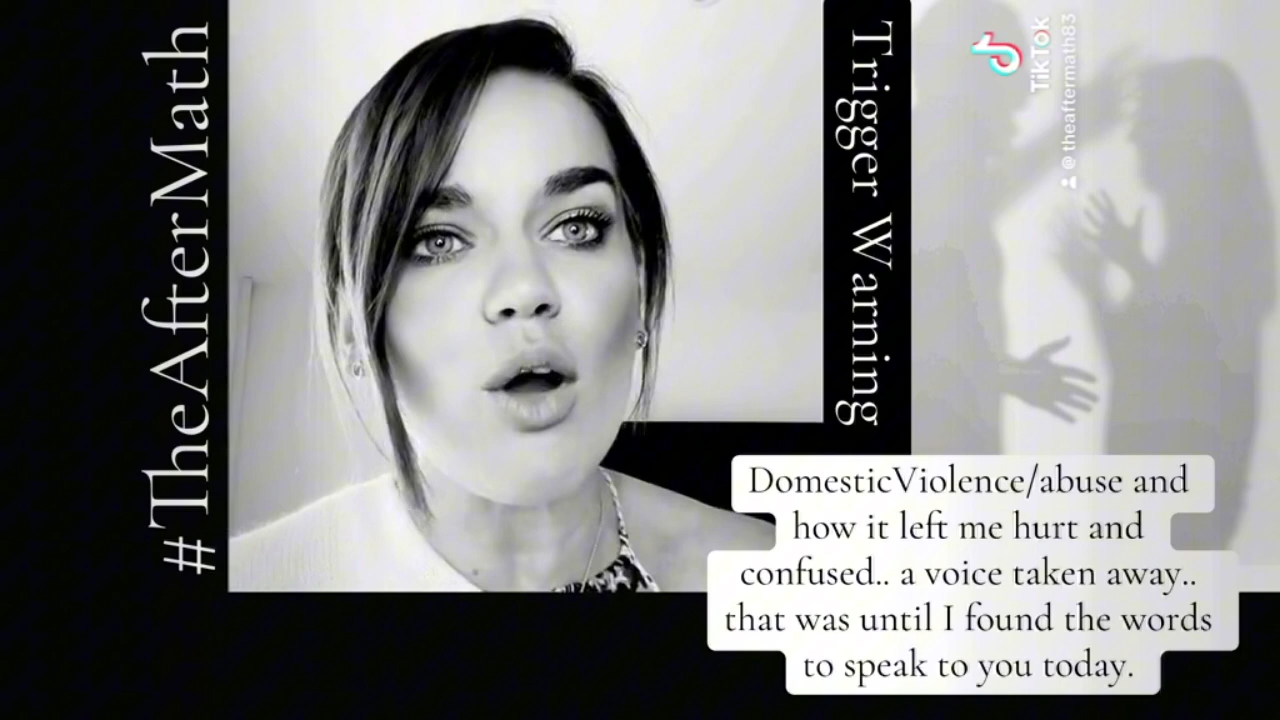 #TheAfterMath
Trigger Warning
TikTok
@theaftermath83
DomesticViolence/abuse and
how it left me hurt and
confused.. a voice taken away..
that was until I found the words
to speak to you today.